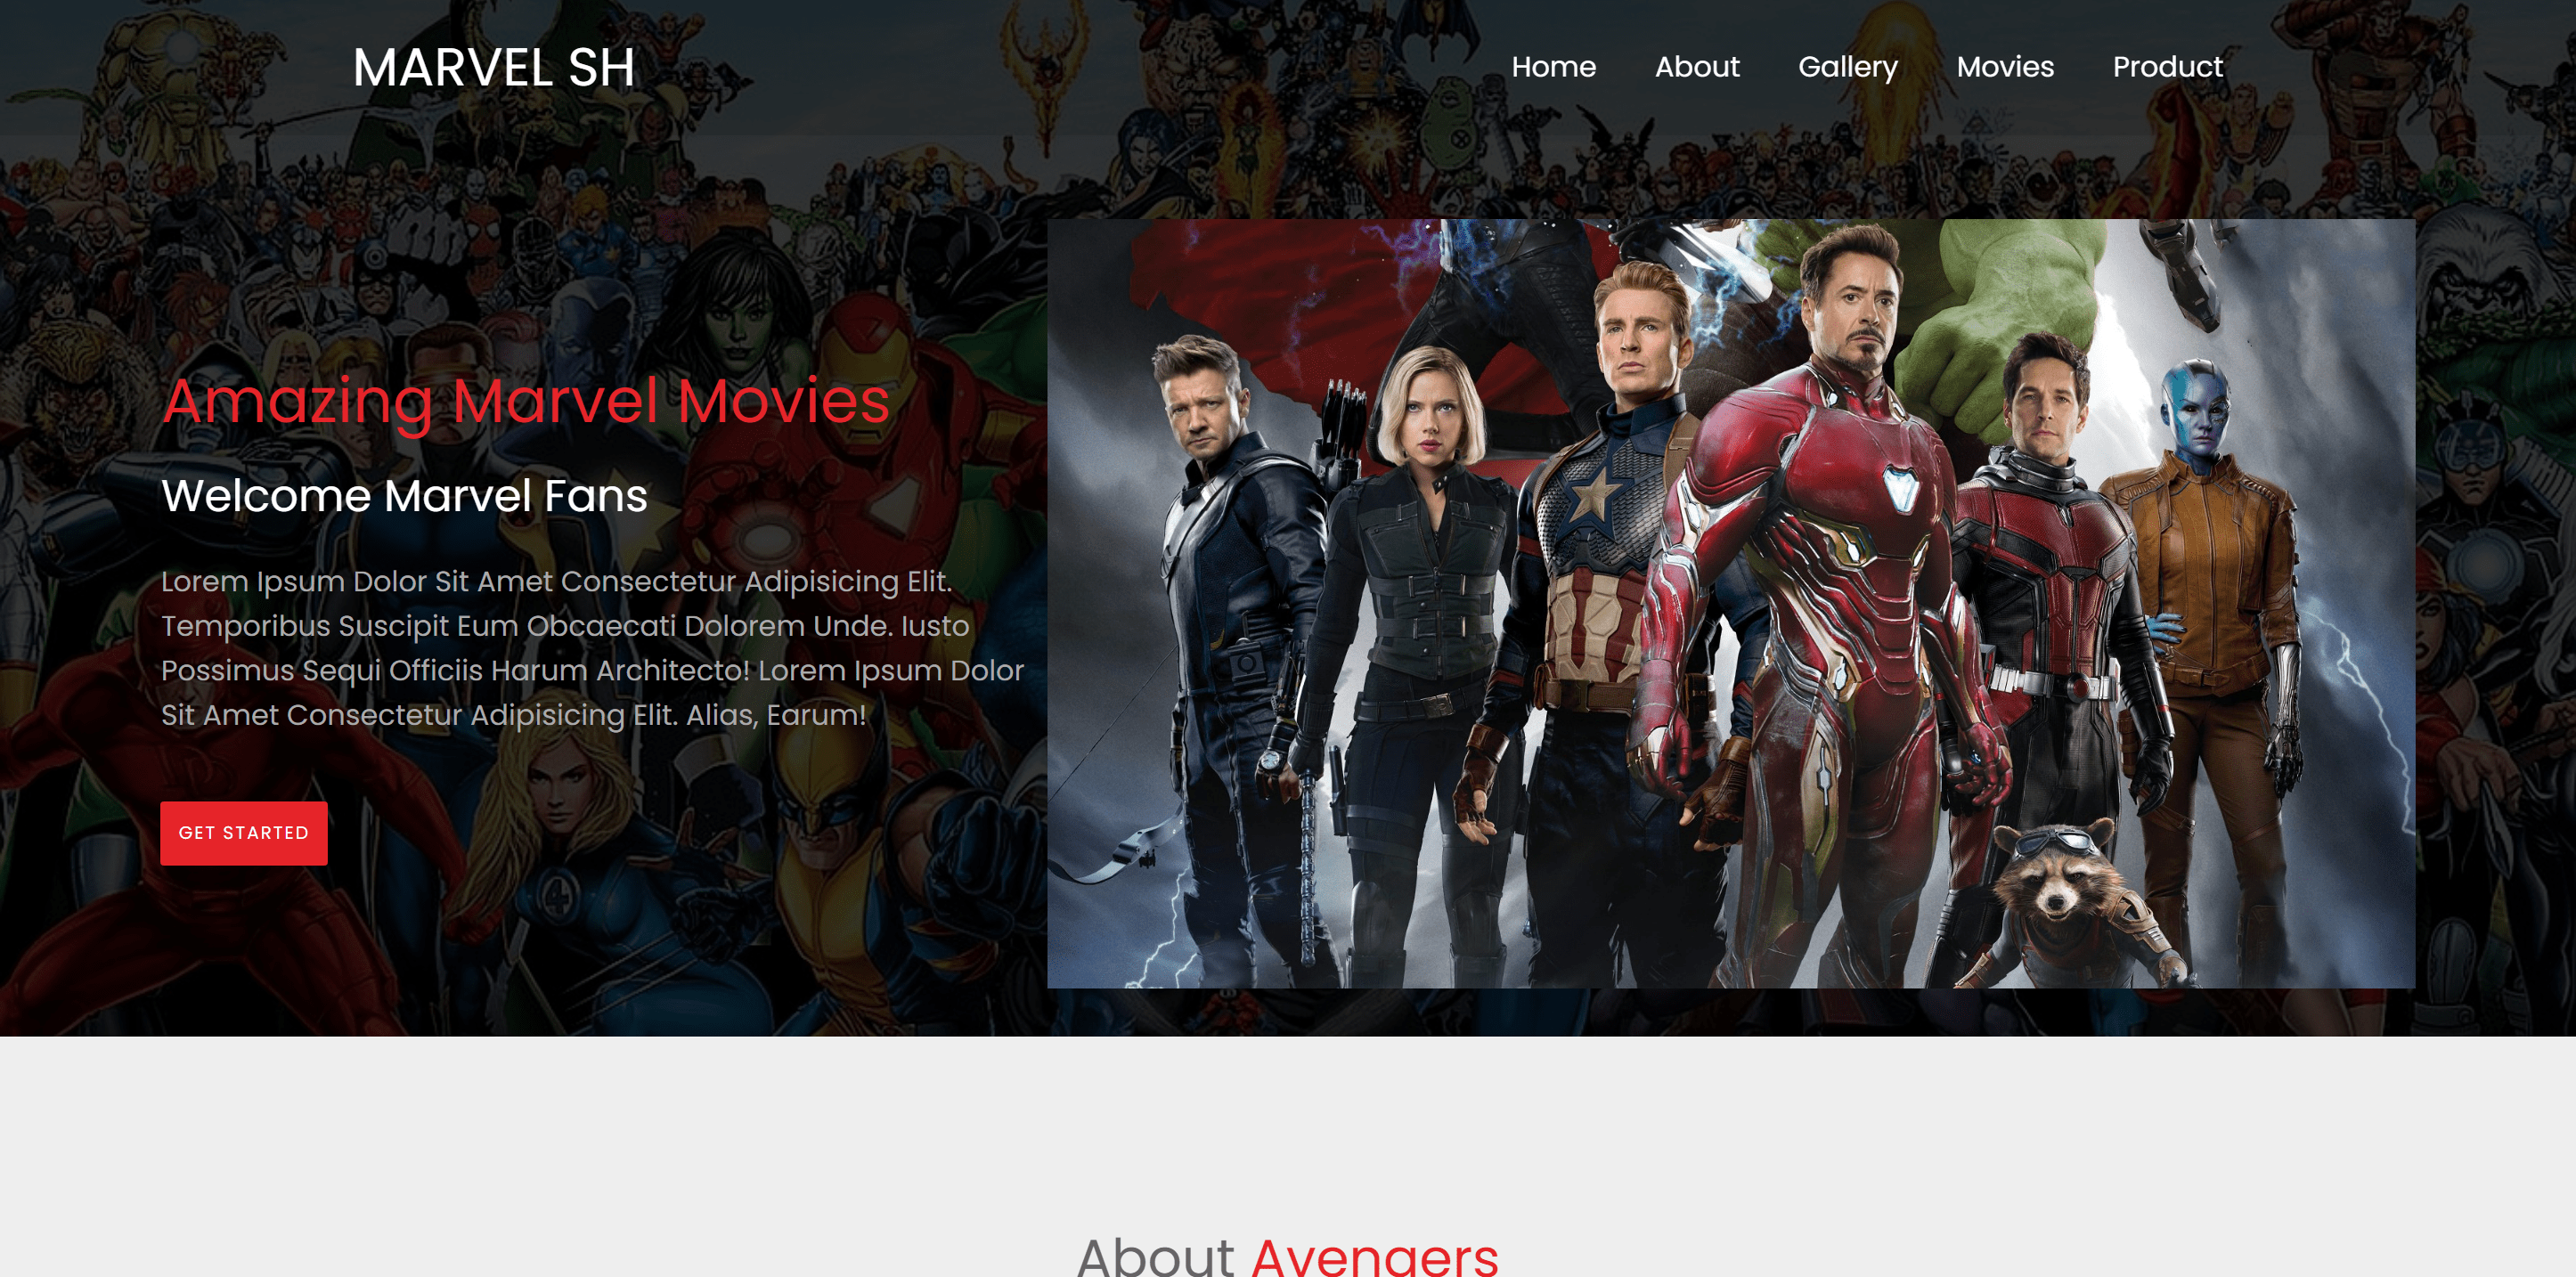 MARVEL SH
Home About Gallery Movies Product
Amazing Marvel Movies
Welcome Marvel Fans
Lorem Ipsum Dolor Sit Amet Consectetur Adipisicing Elit.
Temporibus Suscipit Eum Obcaecati Dolorem Unde. Iusto
Possimus Sequi Officiis Harum Architecto! Lorem Ipsum Dolor
Sit Amet Consectetur Adipisicing Elit. Alias, Earum!
GET STARTED
4
About Avengers